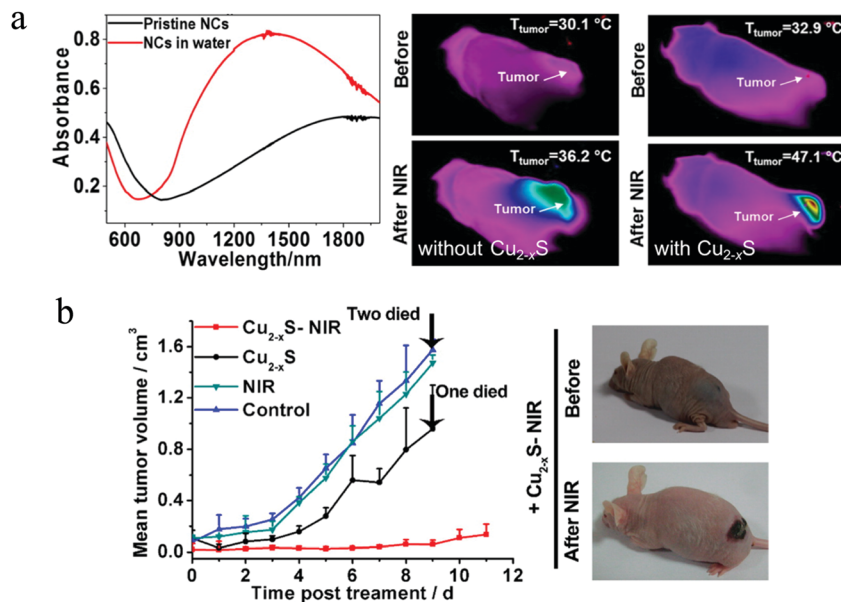 a
Pristine NCs
NCs in water
Absorbance
0.8
0.6
0.4
0.2
600 900 1200 1500 1800
Wavelength/nm
Before
Ttumor=30.1 °C
Tumor
Ttumor=32.9 °C
Before
Tumor
After NIR
Ttumor=36.2 °C
Tumor
without Cu2-xS
After NIR
Ttumor=47.1 °C
Tumor
with Cu2-xS
b
Mean tumor volume / cm3
1.6
1.2
0.8
0.4
0.0
Cu2-xS- NIR
Cu2-xS
NIR
Control
Two died
One died
0 2 4 6 8 10 12
Time post treament / d
+ Cu2-xS- NIR
Before
After NIR